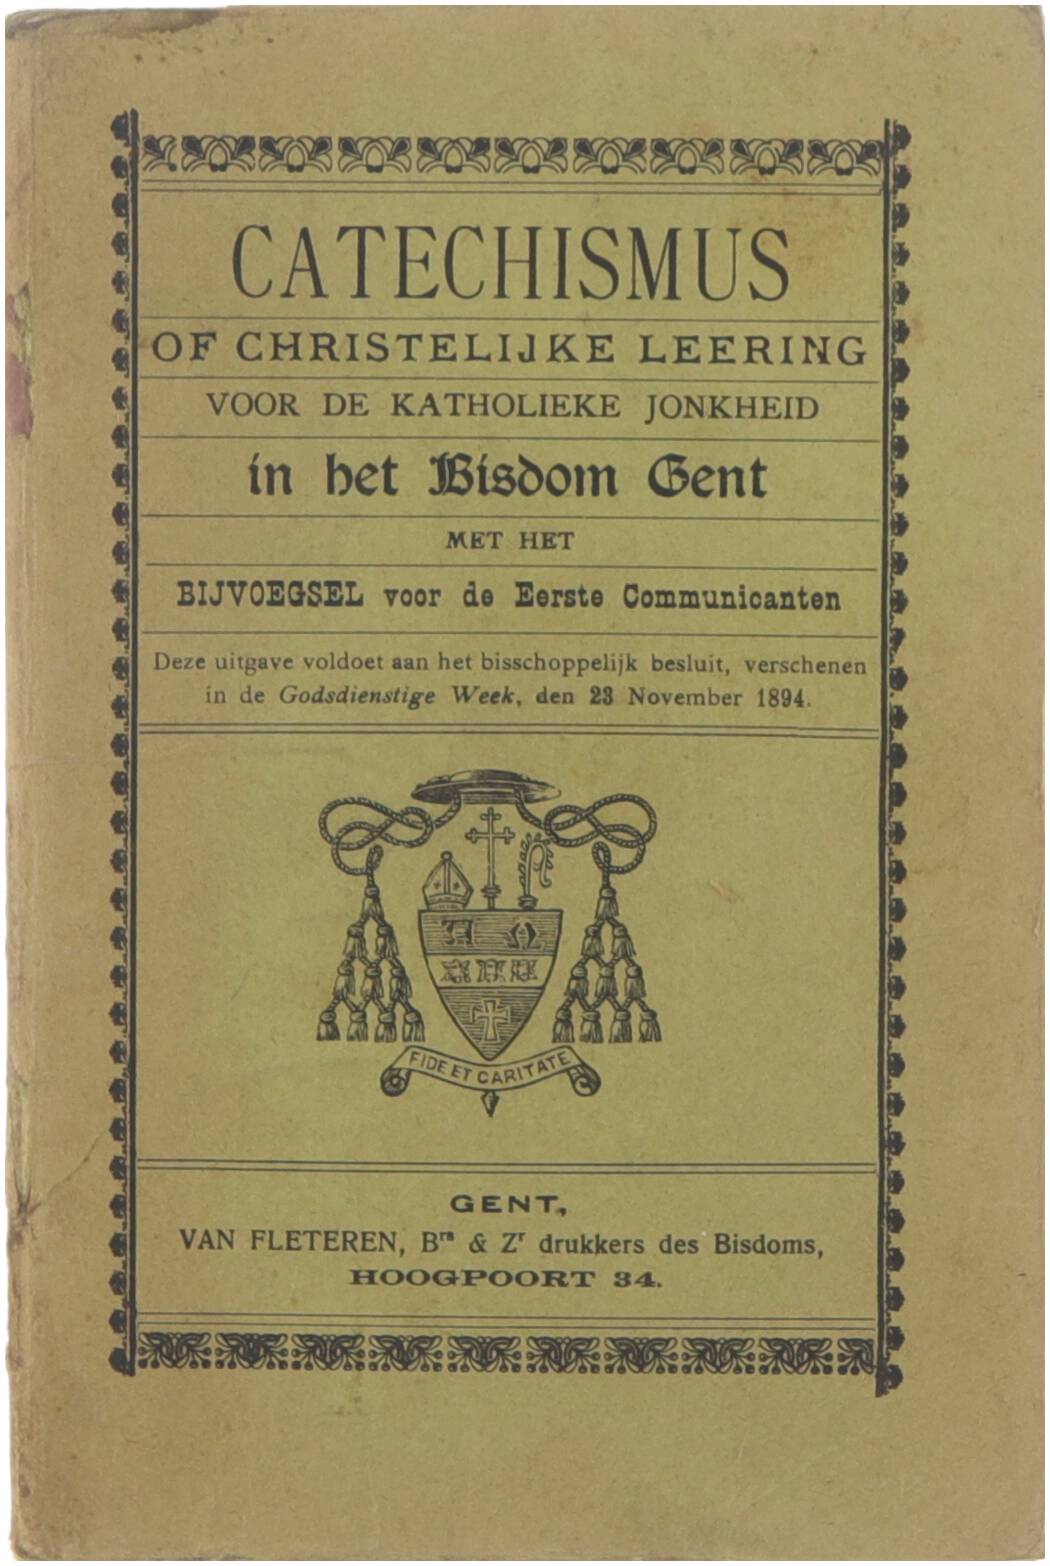 CATECHISMUS
OF CHRISTELIJKE LEERING
VOOR DE KATHOLIEKE JONKHEID
in het Bisdom Gent
MET HET
BIJVOEGSEL voor de Eerste Communicanten
Deze uitgave voldoet aan het bisschoppelijk besluit, verschenen
in de Godsdienstige Week, den 23 November 1894.
A Ω
FIDE ET CARITATE
GENT,
VAN FLETEREN, Brs & Zr drukkers des Bisdoms,
HOOGPOORT 34.